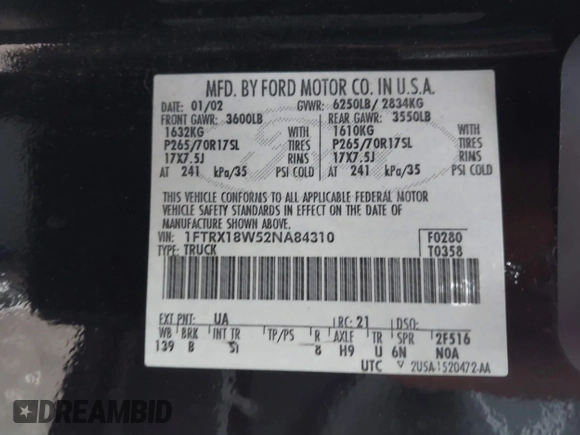 MFD. BY FORD MOTOR CO. IN U.S.A.
DATE: 01/02 GVWR: 6250LB/ 2834KG
FRONT GAWR: 3600LB REAR GAWR: 3550LB
1632KG WITH 1610KG WITH
P265/70R17SL TIRES P265/70R17SL TIRES
17X7.5J RINS 17X7.5J RINS
AT 241 kPa/35 PSI COLD AT 241 kPa/35 PSI COLD
THIS VEHICLE CONFORMS TO ALL APPLICABLE FEDERAL MOTOR
VEHICLE SAFETY STANDARDS IN EFFECT ON THE DATE OF
MANUFACTURE SHOWN ABOVE.
VIN: 1FTRX18W52NA84310 F0280
TYPE: TRUCK T0358
EXT PNT: UA RC: 21 DSO:
WB BRK INT TR TP/PS R AXLE TR SPR 2F516
139 B 8 H9 U 6N NOA
UTC 2USA-1520472-AA
DREAMBID